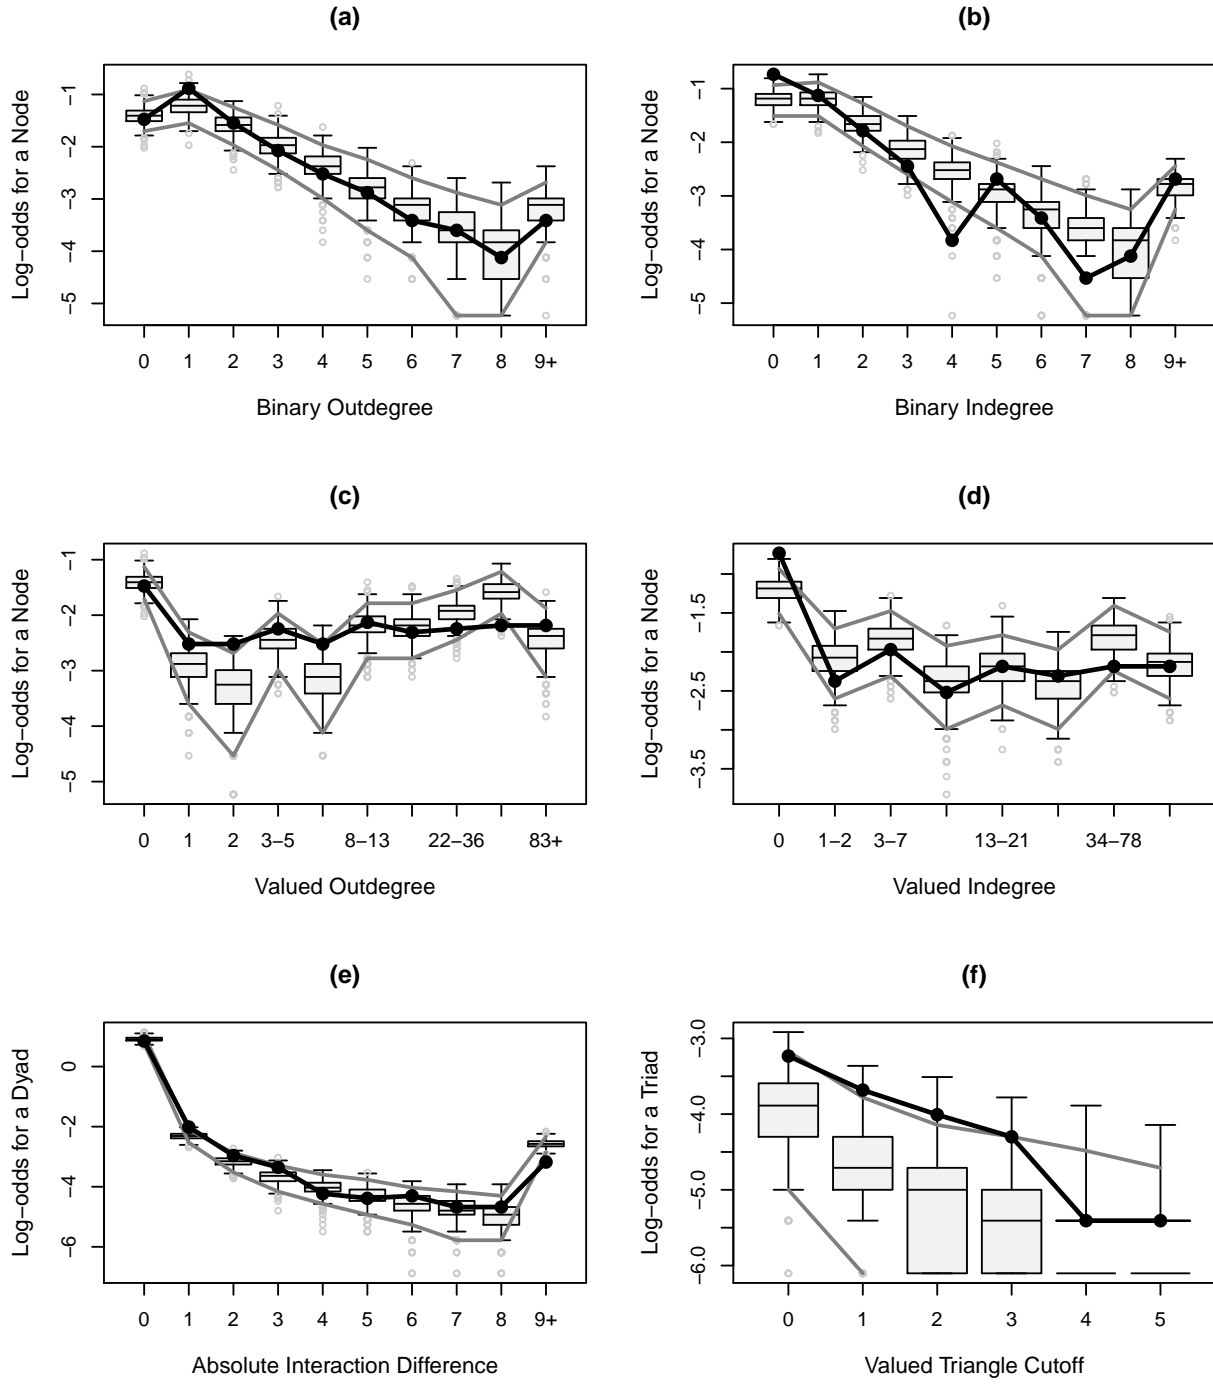 (a)
Log−odds for a Node
−1
−2
−3
−4
−5
0 1 2 3 4 5 6 7 8 9+
Binary Outdegree
(b)
Log−odds for a Node
−1
−2
−3
−4
−5
0 1 2 3 4 5 6 7 8 9+
Binary Indegree
(c)
Log−odds for a Node
−1
−2
−3
−4
−5
0 1 2 3−5 8−13 22−36 83+
Valued Outdegree
(d)
Log−odds for a Node
−1.5
−2.5
−3.5
0 1−2 3−7 13−21 34−78
Valued Indegree
(e)
Log−odds for a Dyad
0
−2
−4
−6
0 1 2 3 4 5 6 7 8 9+
Absolute Interaction Difference
(f)
Log−odds for a Triad
−3.0
−4.0
−5.0
−6.0
0 1 2 3 4 5
Valued Triangle Cutoff